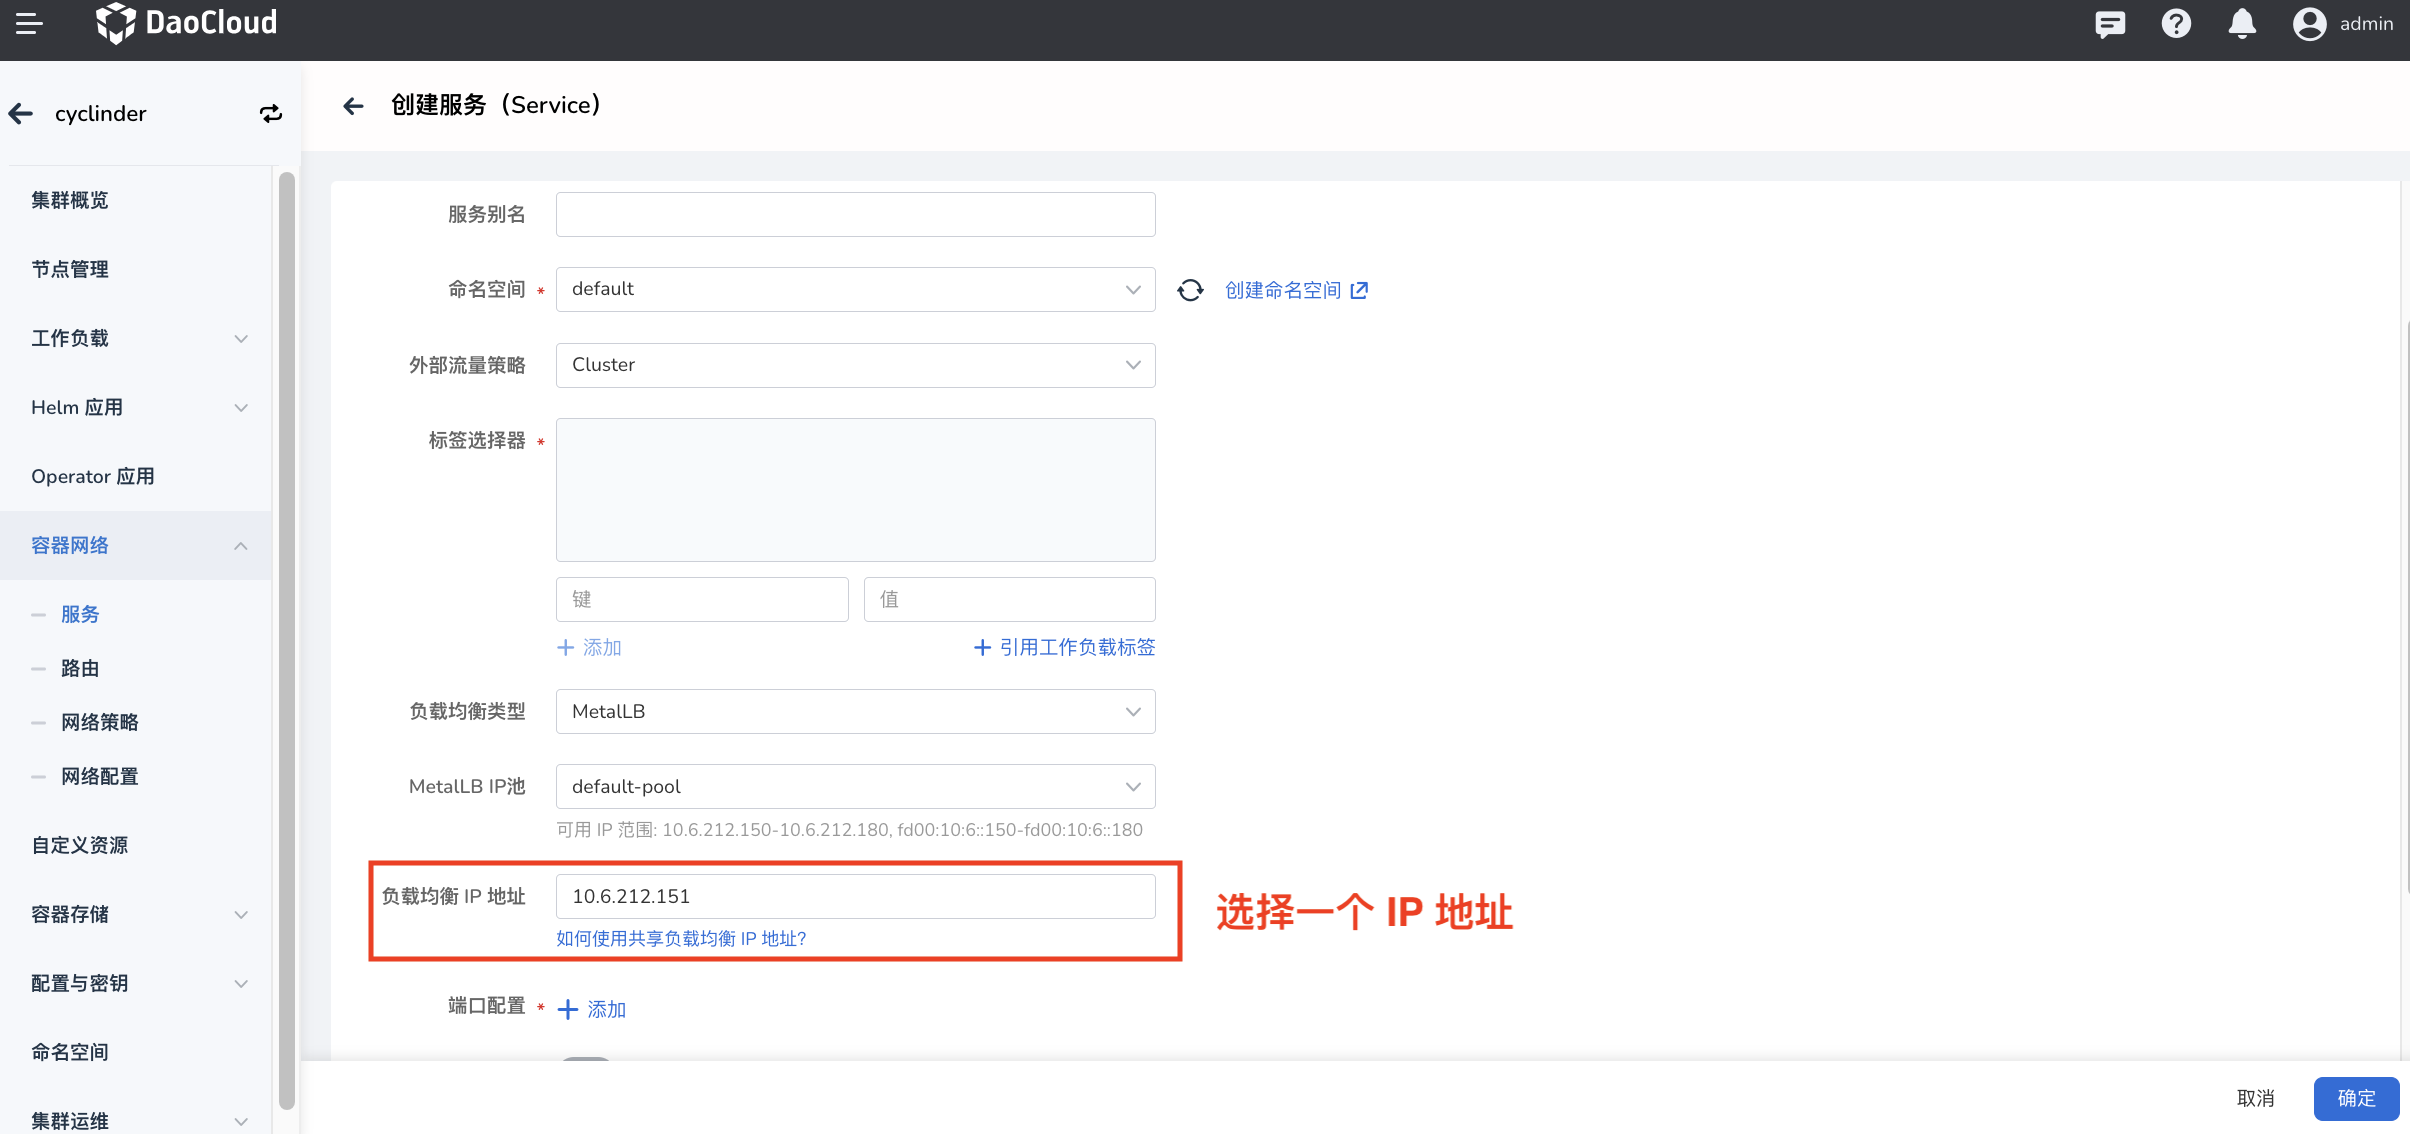 DaoCloud
admin
cyclinder
集群概览
节点管理
工作负载
Helm 应用
Operator 应用
容器网络
服务
路由
网络策略
网络配置
自定义资源
容器存储
配置与密钥
命名空间
集群运维
创建服务（Service）
服务别名
命名空间 * default 创建命名空间
外部流量策略 Cluster
标签选择器 *
键 值
添加 引用工作负载标签
负载均衡类型 MetalLB
MetalLB IP池 default-pool
可用 IP 范围: 10.6.212.150-10.6.212.180, fd00:10:6::150-fd00:10:6::180
负载均衡 IP 地址 10.6.212.151
如何使用共享负载均衡 IP 地址?
选择一个 IP 地址
端口配置 * 添加
取消 确定